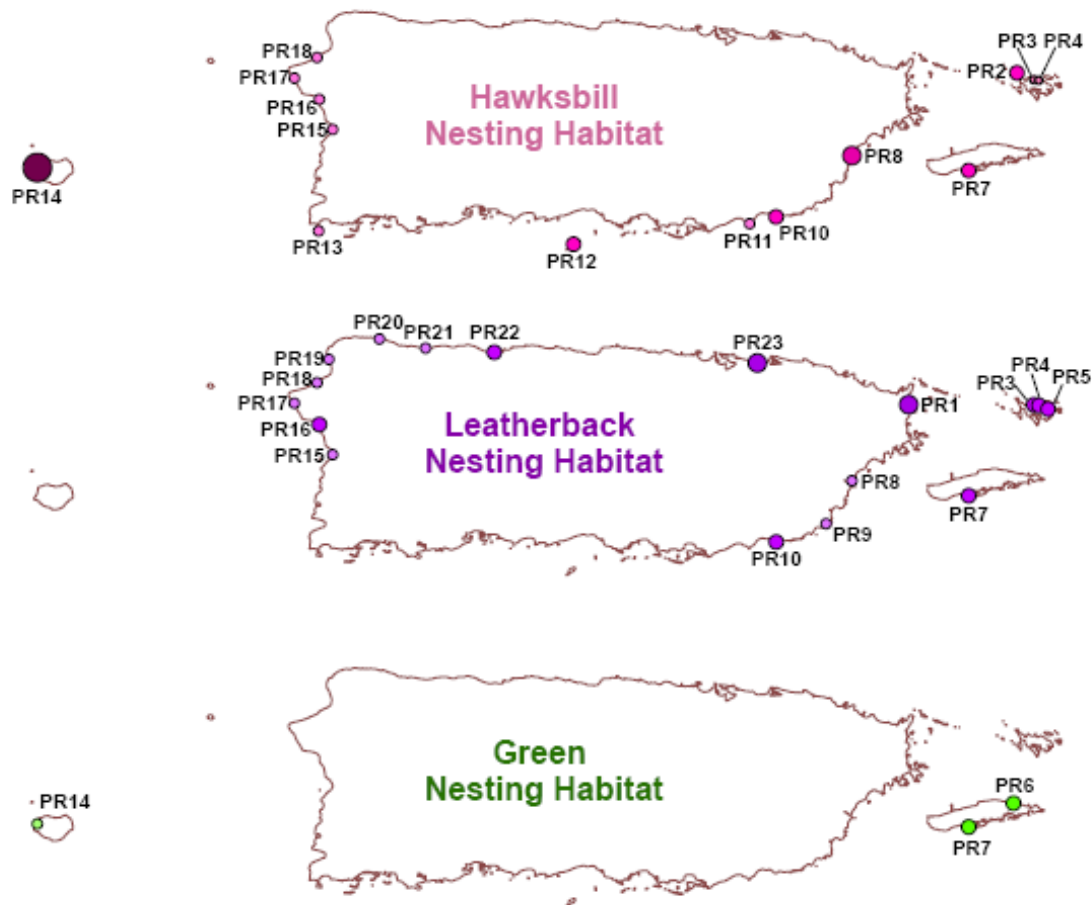 PR3 PR4
PR18
PR2
PR17
Hawksbill
Nesting Habitat
PR16
PR15
PR8
PR14
PR7
PR13
PR11
PR10
PR12
PR20
PR21
PR22
PR23
PR19
PR4
PR5
PR3
PR18
PR17
PR1
PR16
Leatherback
Nesting Habitat
PR15
PR8
PR7
PR9
PR10
Green
Nesting Habitat
PR14
PR6
PR7